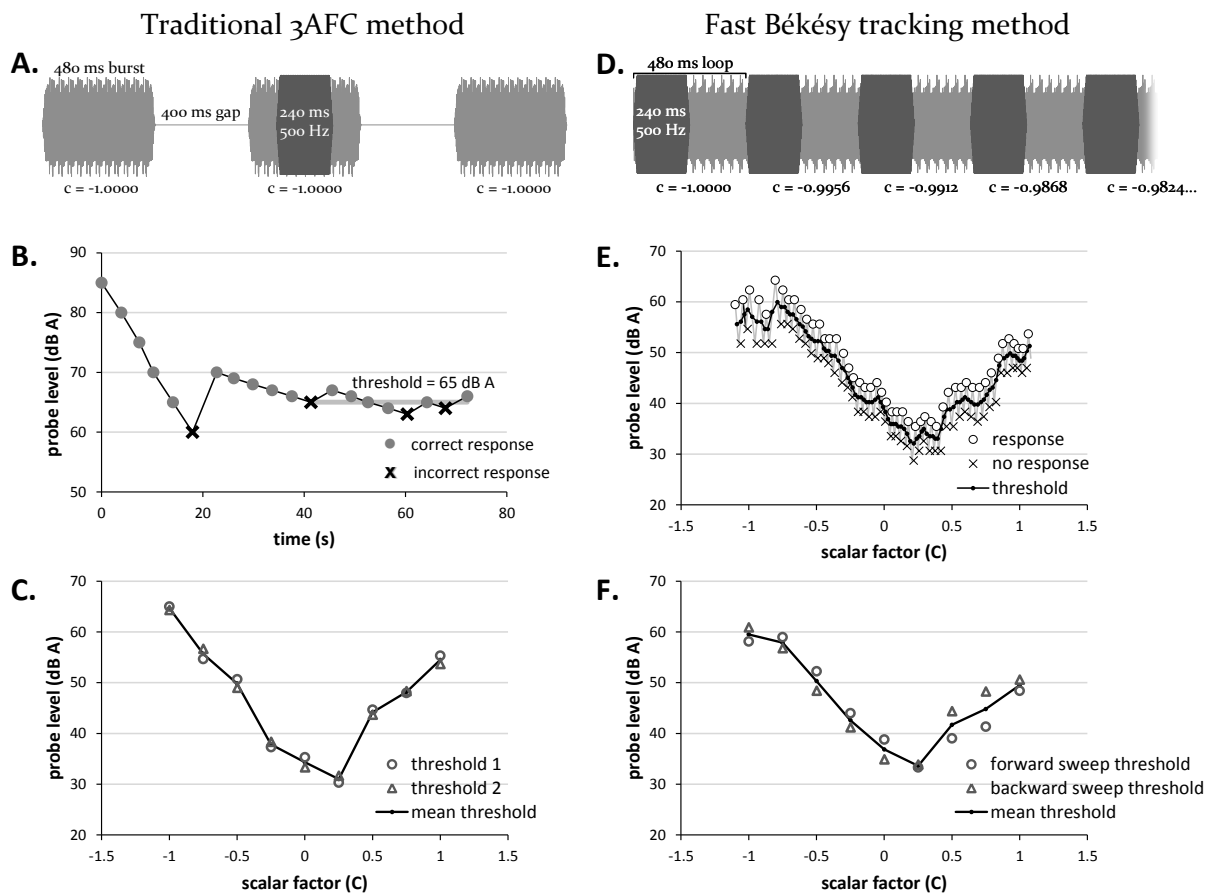 Traditional 3AFC method
A.
480 ms burst
400 ms gap
240 ms
500 Hz
c = -1.0000
c = -1.0000
c = -1.0000
B.
probe level (dB A)
90
80
70
60
50
threshold = 65 dB A
correct response
incorrect response
0
20
40
60
80
time (s)
C.
probe level (dB A)
70
60
50
40
30
20
threshold 1
threshold 2
mean threshold
-1.5
-1
-0.5
0
0.5
1
1.5
scalar factor (C)
Fast Békésy tracking method
D.
480 ms loop
240 ms
500 Hz
c = -1.0000
c = -0.9956
c = -0.9912
c = -0.9868
c = -0.9824...
E.
probe level (dB A)
70
60
50
40
30
20
response
no response
threshold
-1.5
-1
-0.5
0
0.5
1
1.5
scalar factor (C)
F.
probe level (dB A)
70
60
50
40
30
20
forward sweep threshold
backward sweep threshold
mean threshold
-1.5
-1
-0.5
0
0.5
1
1.5
scalar factor (C)